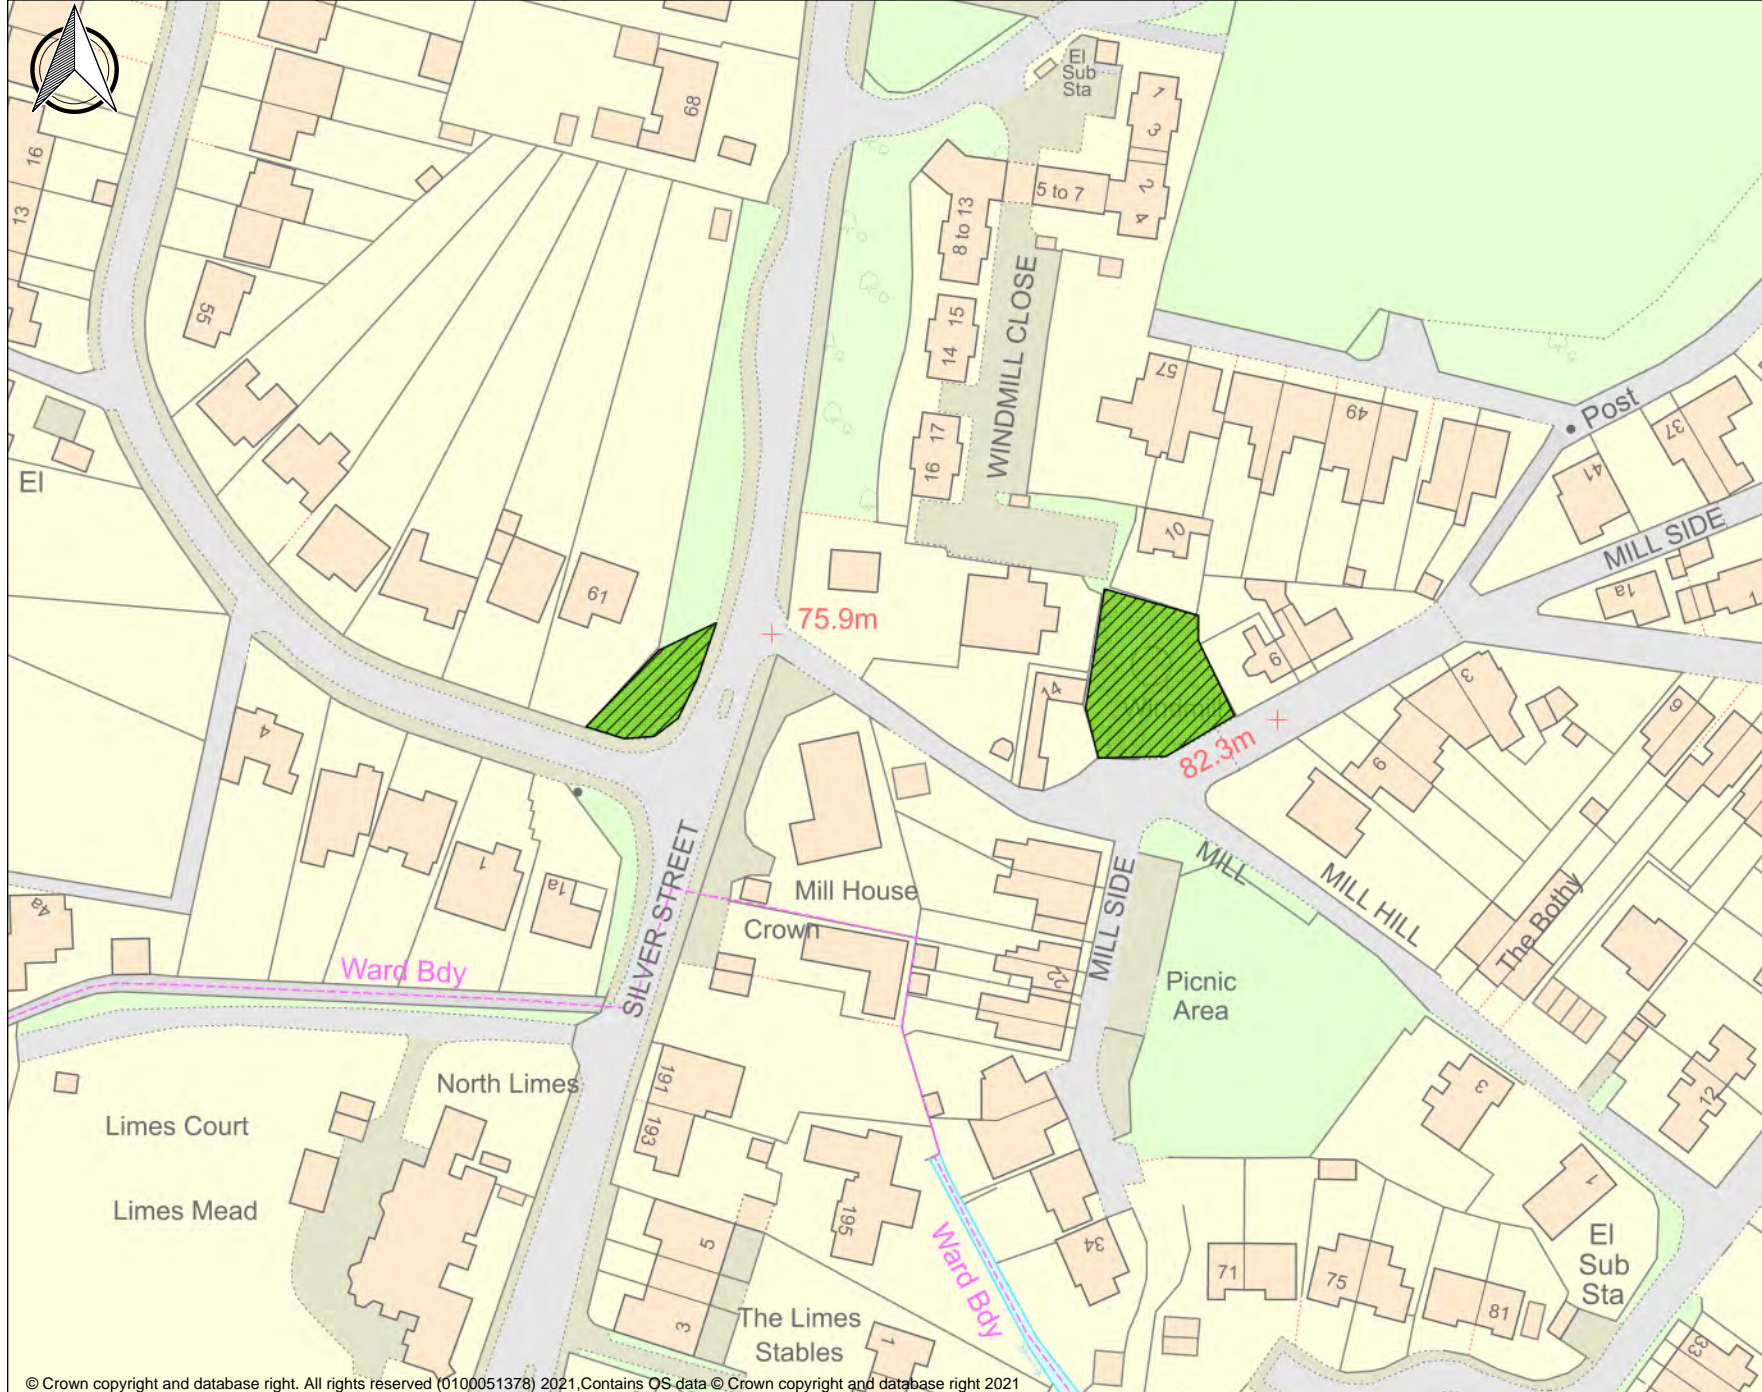 El
Sub
Sta
68
16
13
1
3
2
4
5 to 7
8 to 13
55
15
14
WINDMILL CLOSE
57
49
Post
37
41
17
16
El
MILL SIDE
10
1a
1
61
75.9m
6
3
14
Windmill
82.3m
9
6
4
1
1a
MILL
MILL HILL
4a
SILVER STREET
Mill House
Crown
MILL SIDE
The Bothy
Ward Bdy
22
Picnic
Area
North Limes
191
193
3
12
Limes Court
Limes Mead
195
5
3
34
Ward Bdy
1
El
Sub
Sta
71
75
81
33
The Limes
Stables
1
© Crown copyright and database right. All rights reserved (0100051378) 2021,Contains OS data © Crown copyright and database right 2021